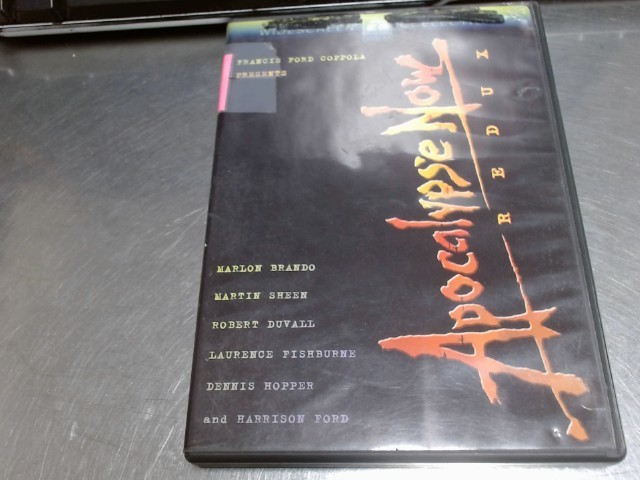 FRANCIS FORD COPPOLA
PRESENTS
Apocalypse Now
REDUX
MARLON BRANDO
MARTIN SHEEN
ROBERT DUVALL
LAURENCE FISHBURNE
DENNIS HOPPER
and HARRISON FORD